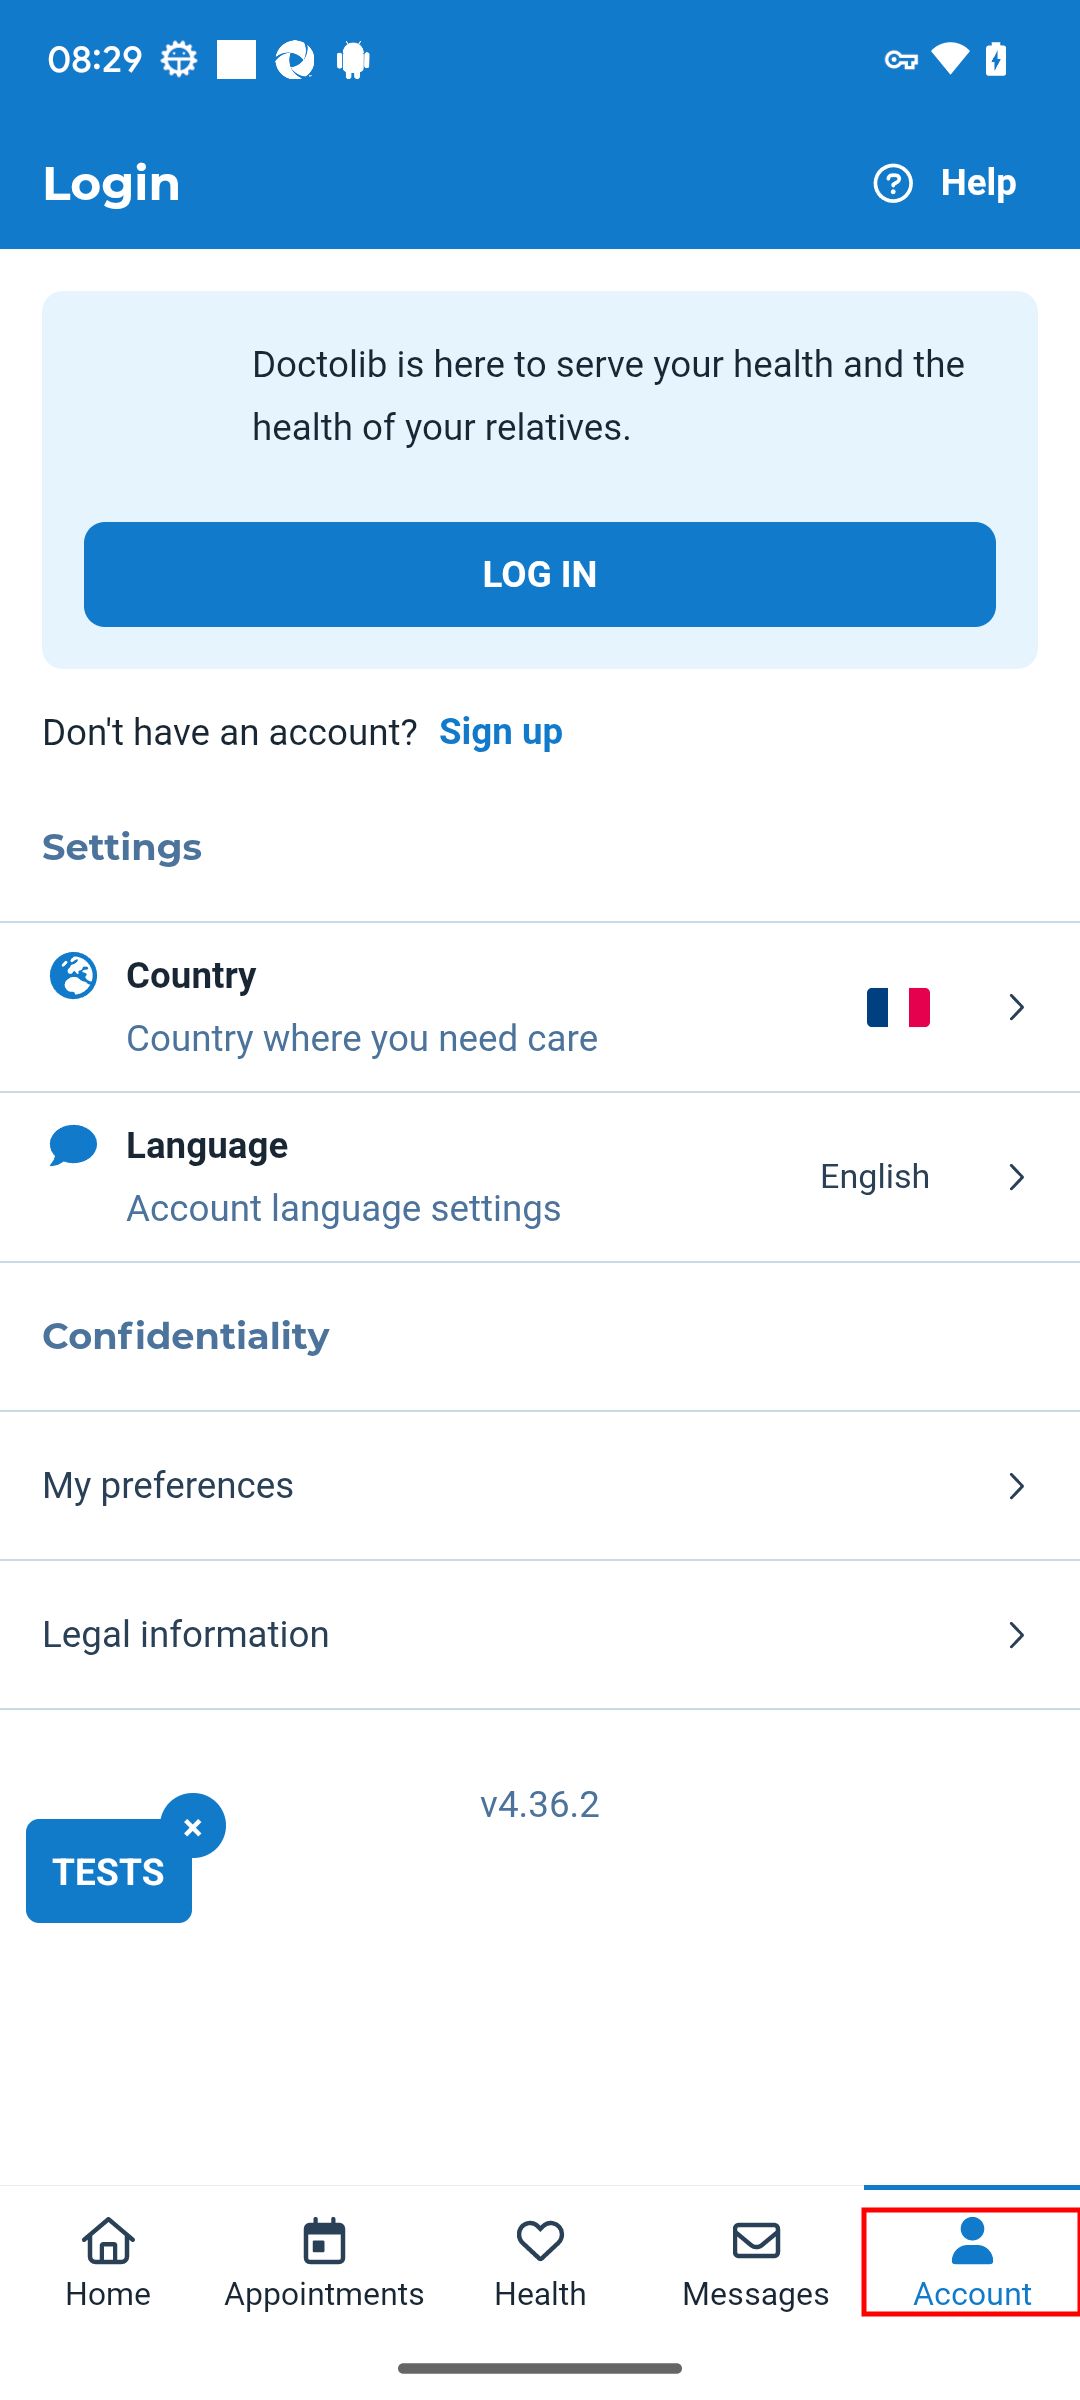 08:29
Login
Help
Doctolib is here to serve your health and the
health of your relatives.
LOG IN
Don't have an account? Sign up
Settings
Country
Country where you need care
Language
Account language settings
English
Confidentiality
My preferences
Legal information
v4.36.2
×
TESTS
Home
Appointments
Health
Messages
Account